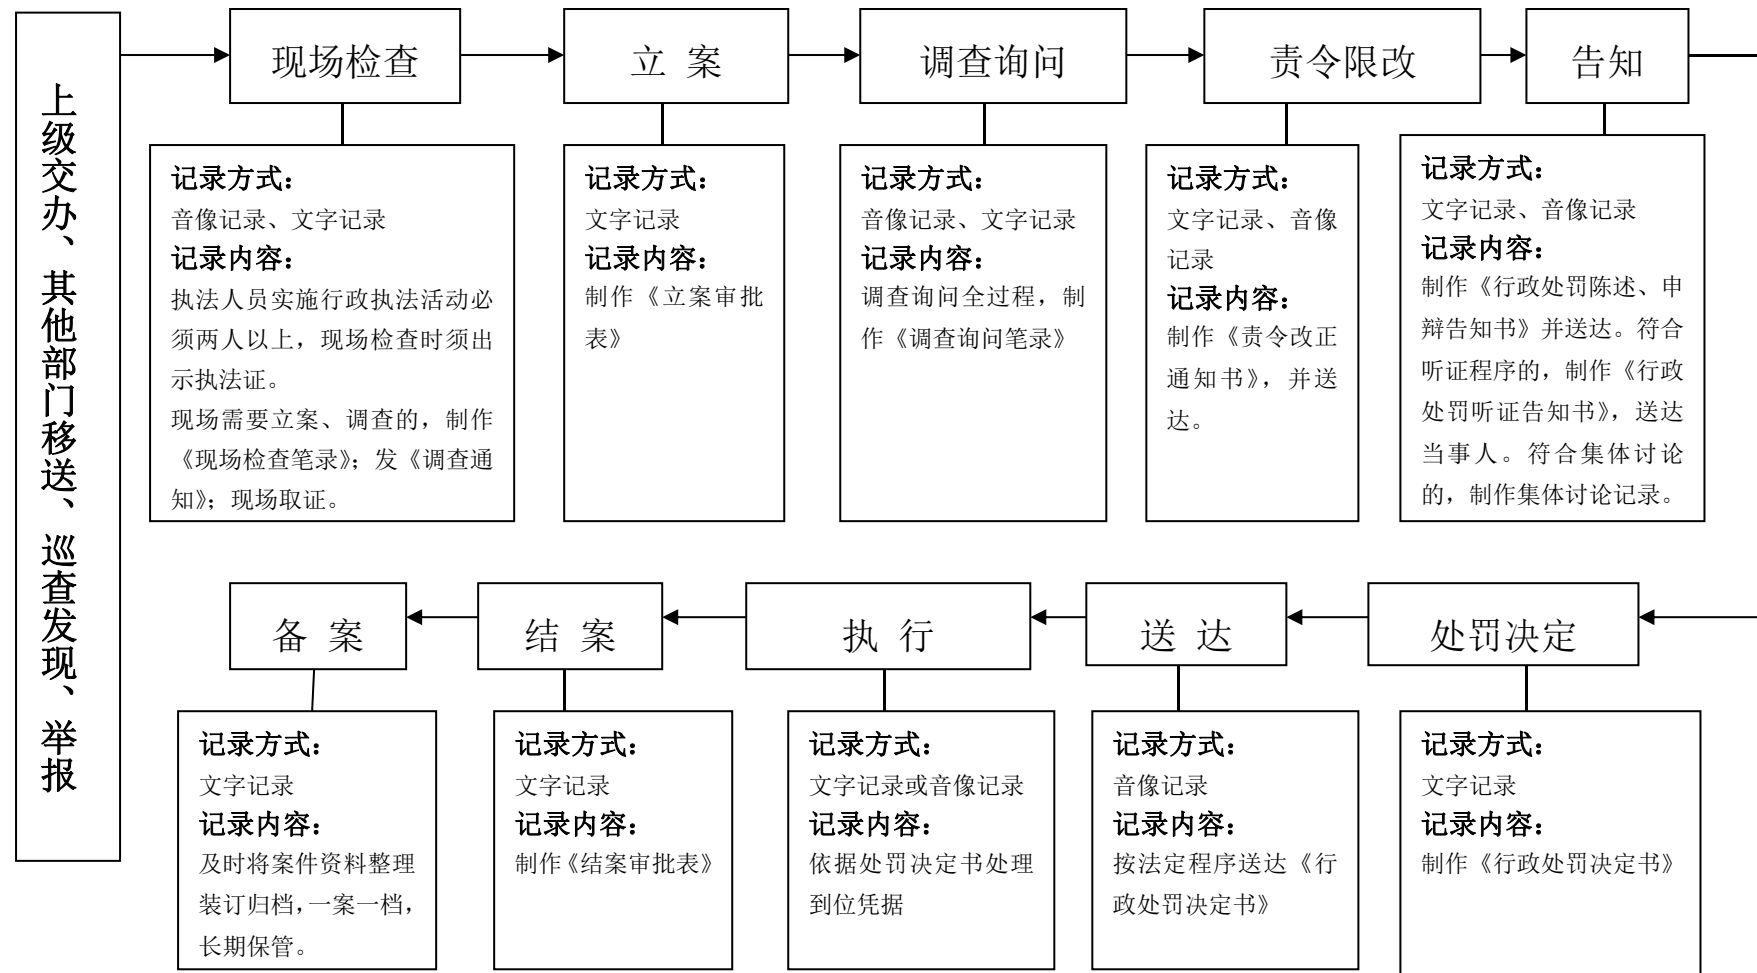 上级交办、其他部门移送、巡查发现、举报
现场检查
立 案
调查询问
责令限改
告知
记录方式：
音像记录、文字记录
记录内容：
执法人员实施行政执法活动必
须两人以上，现场检查时须出
示执法证。
现场需要立案、调查的，制作
《现场检查笔录》；发《调查通
知》；现场取证。
记录方式：
文字记录
记录内容：
制作《立案审批
表》
记录方式：
音像记录、文字记录
记录内容：
调查询问全过程，制
作《调查询问笔录》
记录方式：
文字记录、音像
记录
记录内容：
制作《责令改正
通知书》，并送
达。
记录方式：
文字记录、音像记录
记录内容：
制作《行政处罚陈述、申
辩告知书》并送达。符合
听证程序的，制作《行政
处罚听证告知书》，送达
当事人。符合集体讨论
的，制作集体讨论记录。
处罚决定
送 达
执 行
结 案
备 案
记录方式：
文字记录
记录内容：
制作《行政处罚决定书》
记录方式：
音像记录
记录内容：
按法定程序送达《行
政处罚决定书》
记录方式：
文字记录或音像记录
记录内容：
依据处罚决定书处理
到位凭据
记录方式：
文字记录
记录内容：
制作《结案审批表》
记录方式：
文字记录
记录内容：
及时将案件资料整理
装订归档，一案一档，
长期保管。